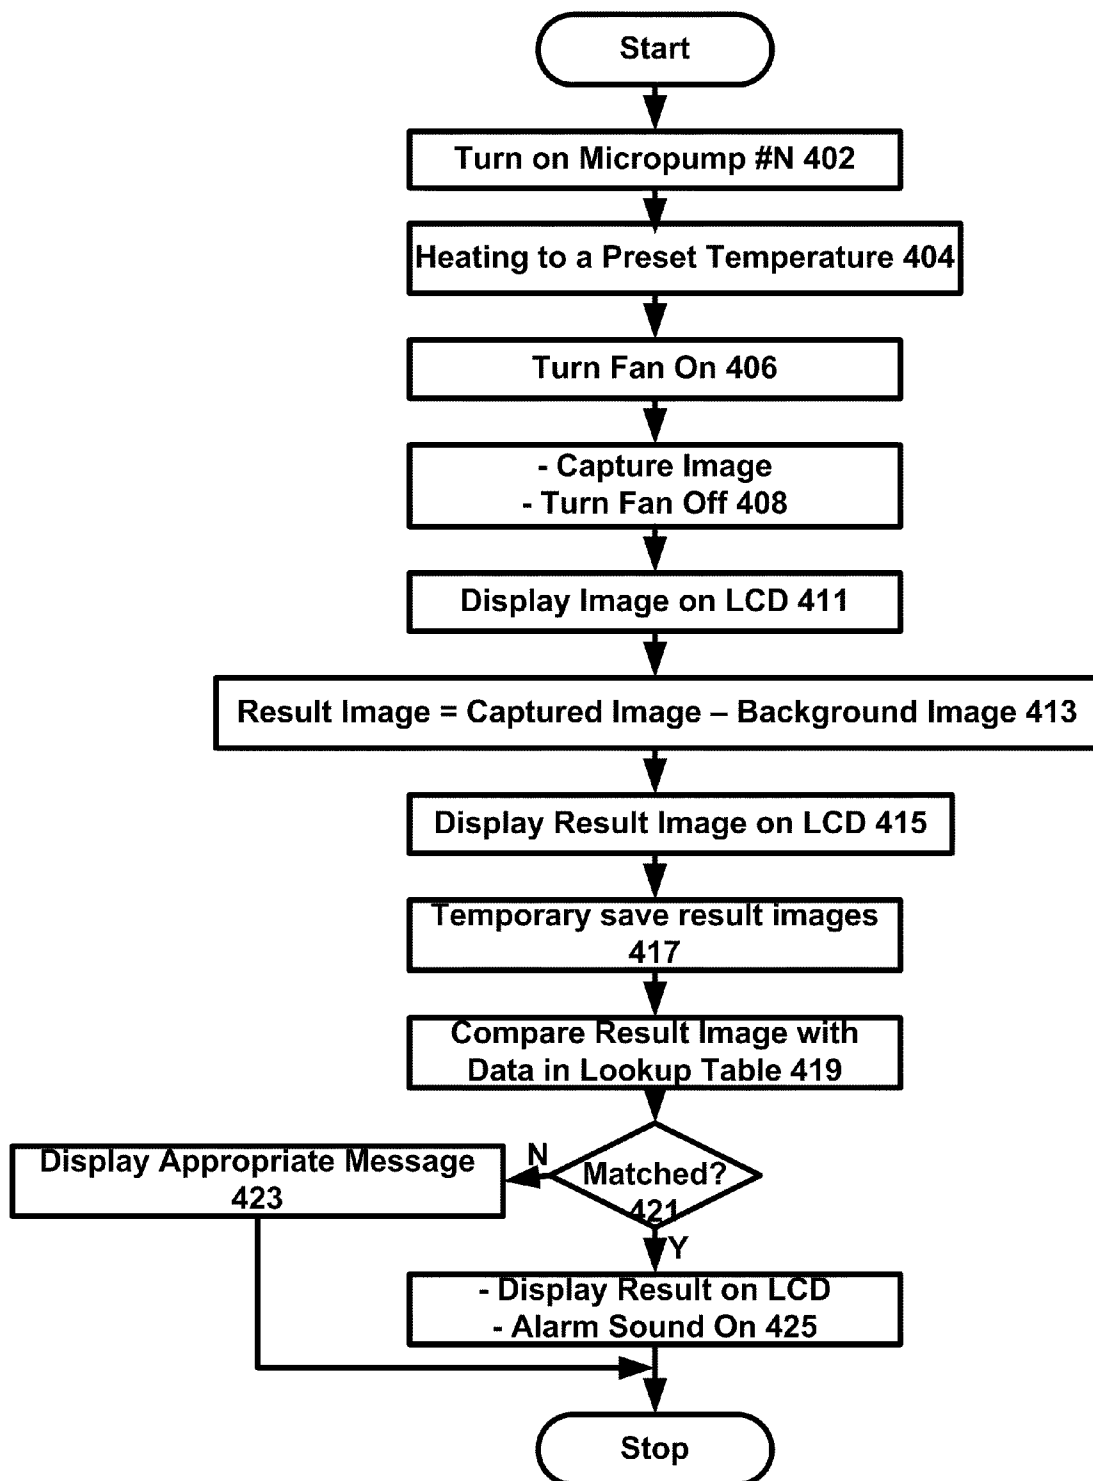 Start
Turn on Micropump #N 402
Heating to a Preset Temperature 404
Turn Fan On 406
- Capture Image
- Turn Fan Off 408
Display Image on LCD 411
Result Image = Captured Image – Background Image 413
Display Result Image on LCD 415
Temporary save result images
417
Compare Result Image with
Data in Lookup Table 419
Matched?
421
N
Display Appropriate Message
423
Y
- Display Result on LCD
- Alarm Sound On 425
Stop